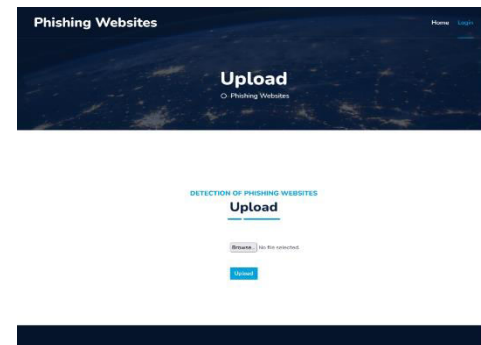 Phishing Websites
Home Login
Upload
Phishing Websites
DETECTION OF PHISHING WEBSITES
Upload
Browse... No file selected.
Upload